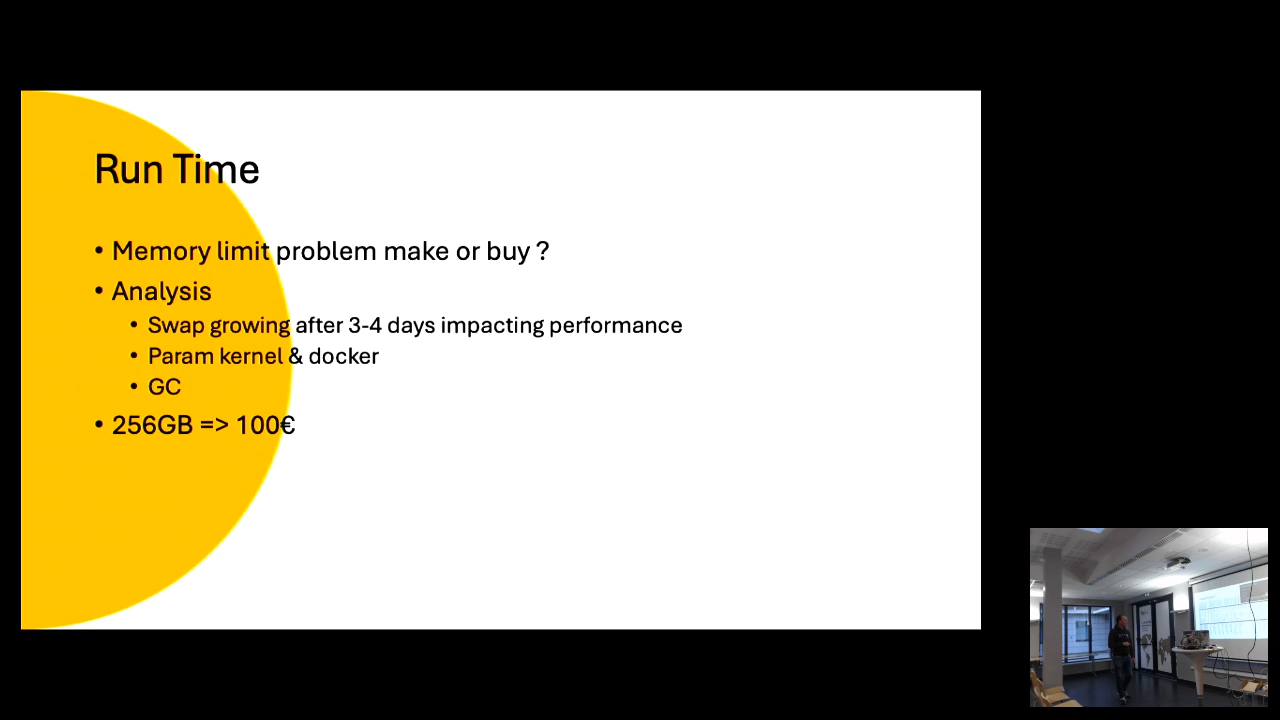 Run Time
• Memory limit problem make or buy ?
• Analysis
• Swap growing after 3-4 days impacting performance
• Param kernel & docker
• GC
• 256GB => 100€